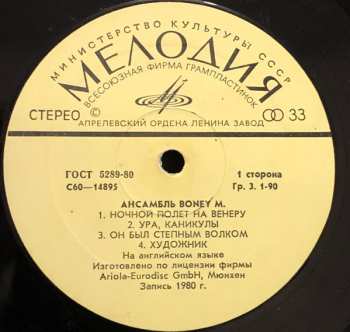 МИНИСТЕРСТВО КУЛЬТУРЫ СССР
МЕЛОДИЯ
ВСЕСОЮЗНАЯ ФИРМА ГРАМПЛАСТИНОК
СТЕРЕО
33
АПРЕЛЕВСКИЙ ОРДЕНА ЛЕНИНА ЗАВОД
ГОСТ 5289-80
1 сторона
С60—14895
Гр. 3. 1-90
АНСАМБЛЬ BONEY M.
1. НОЧНОЙ ПОЛЕТ НА ВЕНЕРУ
2. УРА, КАНИКУЛЫ
3. ОН БЫЛ СТЕПНЫМ ВОЛКОМ
4. ХУДОЖНИК
На английском языке
Изготовлено по лицензии фирмы
Ariola-Eurodisc GmbH, Мюнхен
Запись 1980 г.